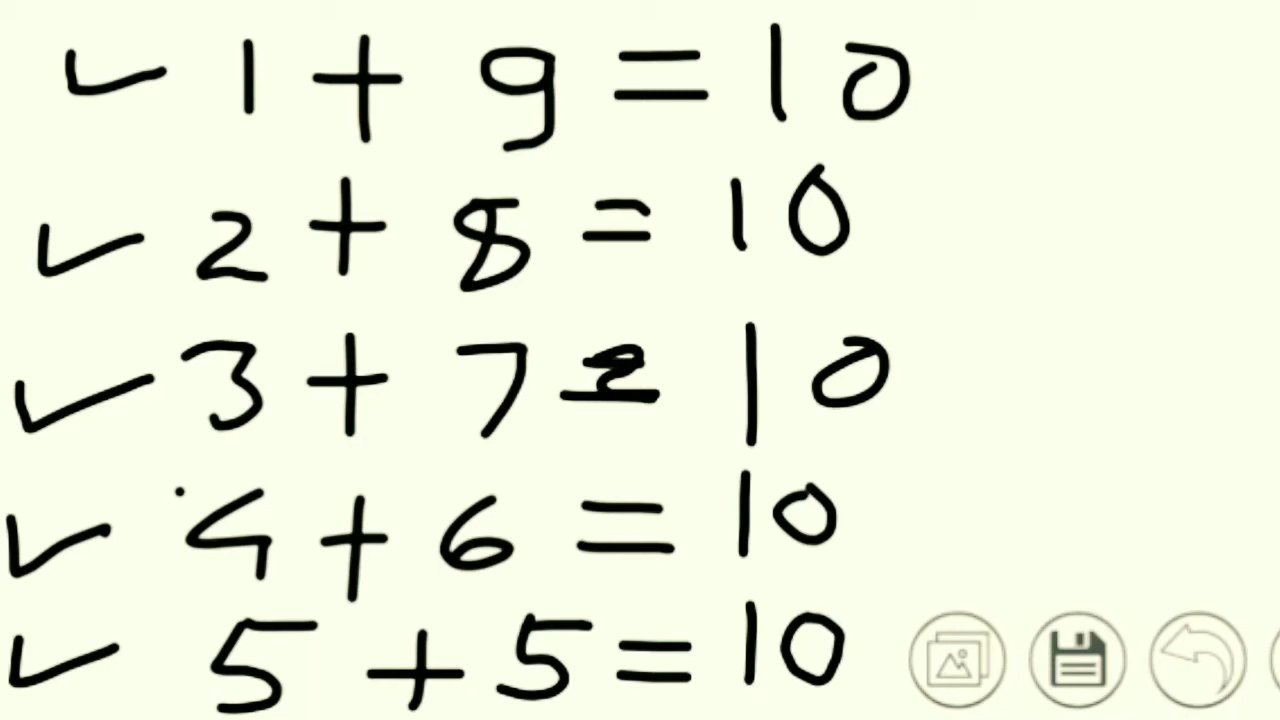 ✓ 1 + 9 = 10
✓ 2 + 8 = 10
✓ 3 + 7 = 10
✓ 4 + 6 = 10
✓ 5 + 5 = 10